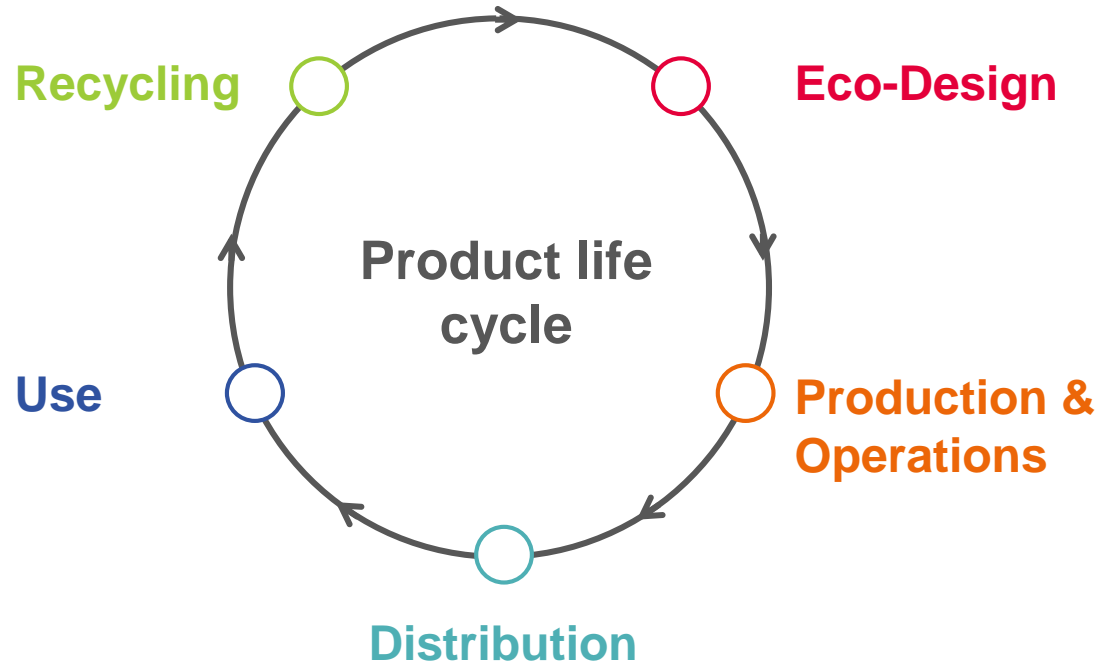 Recycling
Eco-Design
Product life
cycle
Use
Production &
Operations
Distribution